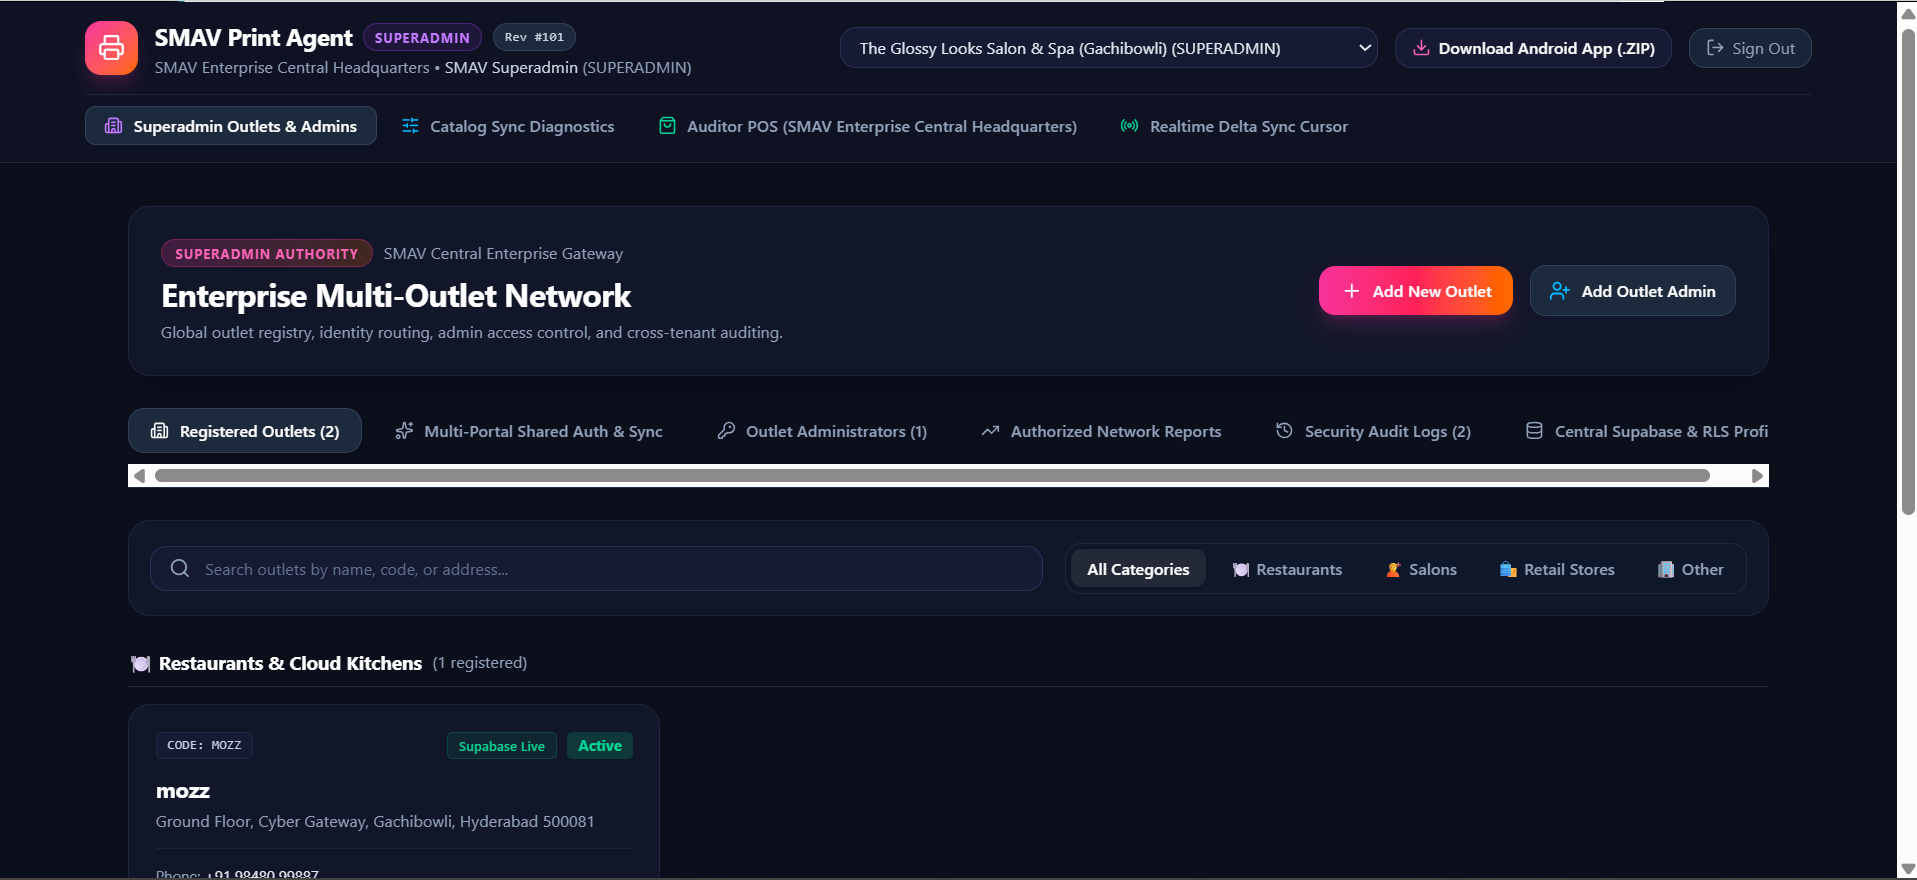 SMAV Print Agent SUPERADMIN Rev #101
SMAV Enterprise Central Headquarters • SMAV Superadmin (SUPERADMIN)
The Glossy Looks Salon & Spa (Gachibowli) (SUPERADMIN)
Download Android App (.ZIP)
Sign Out
Superadmin Outlets & Admins
Catalog Sync Diagnostics
Auditor POS (SMAV Enterprise Central Headquarters)
Realtime Delta Sync Cursor
SUPERADMIN AUTHORITY SMAV Central Enterprise Gateway
Enterprise Multi-Outlet Network
Global outlet registry, identity routing, admin access control, and cross-tenant auditing.
Add New Outlet
Add Outlet Admin
Registered Outlets (2)
Multi-Portal Shared Auth & Sync
Outlet Administrators (1)
Authorized Network Reports
Security Audit Logs (2)
Central Supabase & RLS Profi
Search outlets by name, code, or address...
All Categories
Restaurants
Salons
Retail Stores
Other
Restaurants & Cloud Kitchens (1 registered)
CODE: MOZZ
Supabase Live
Active
mozz
Ground Floor, Cyber Gateway, Gachibowli, Hyderabad 500081
Phone: +91 98480 99887